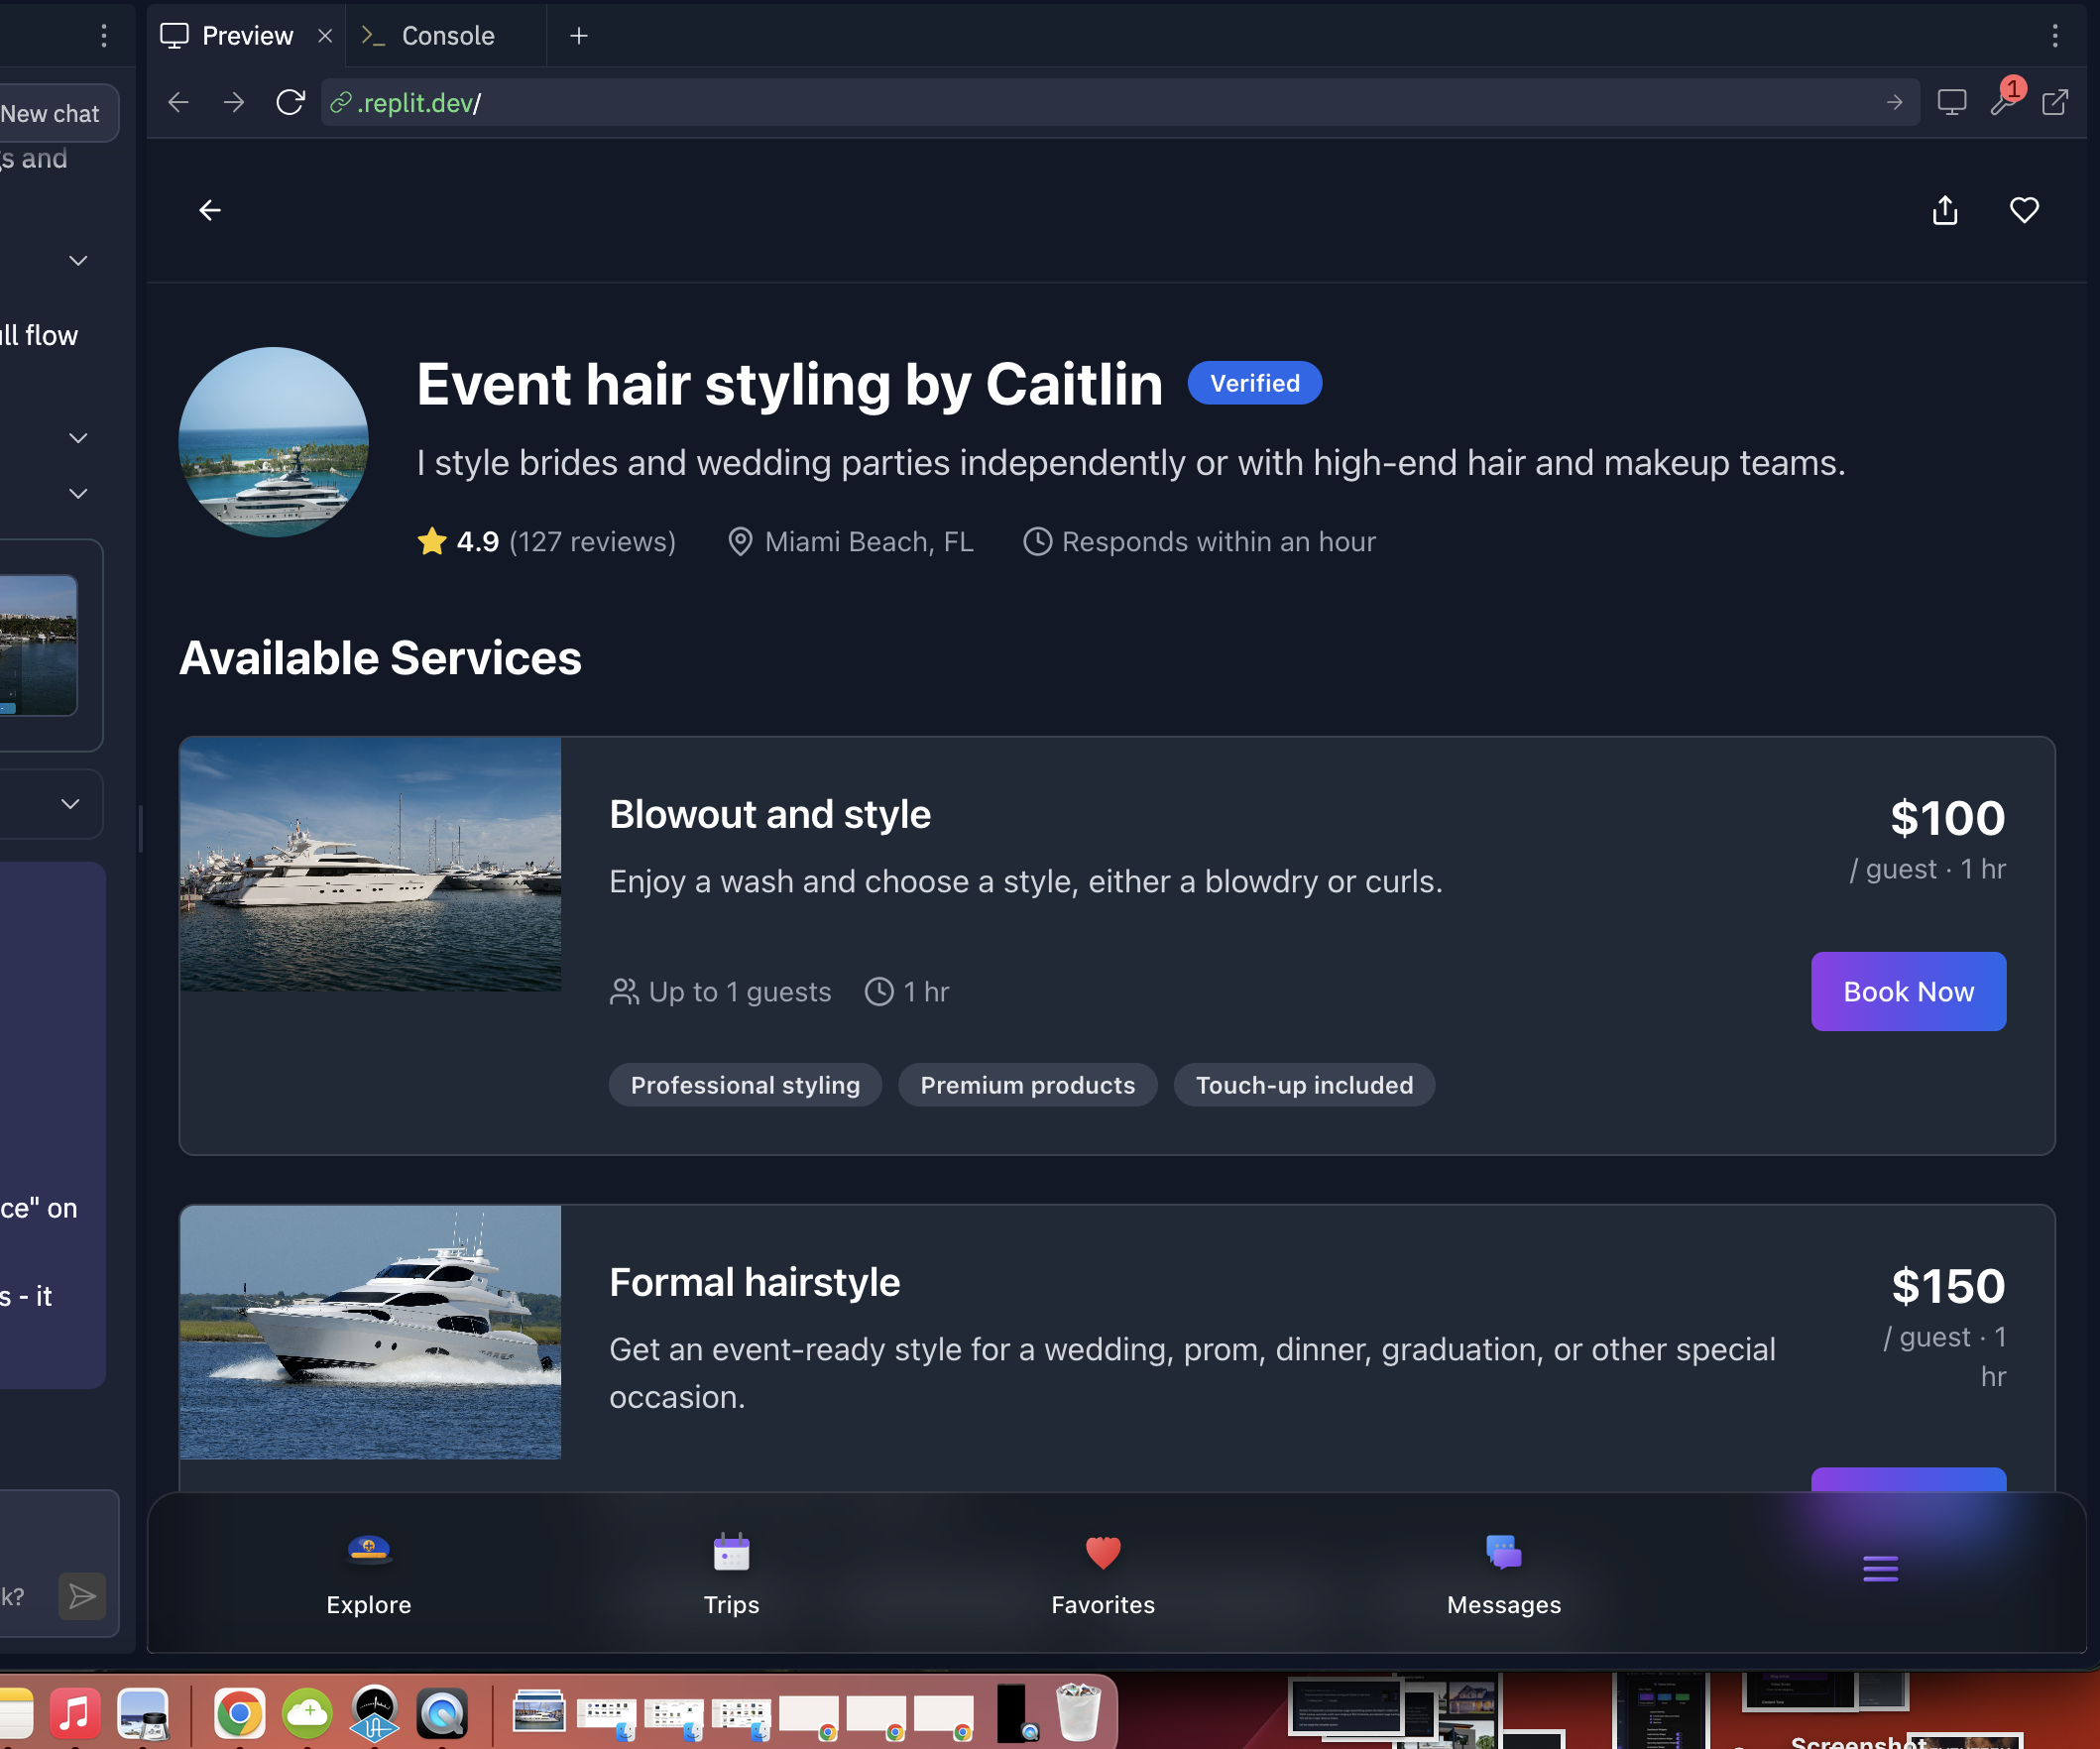 Preview
Console
New chat
.replit.dev/
1
s and
ll flow
Event hair styling by Caitlin
Verified
I style brides and wedding parties independently or with high-end hair and makeup teams.
4.9 (127 reviews)
Miami Beach, FL
Responds within an hour
Available Services
Blowout and style
$100
Enjoy a wash and choose a style, either a blowdry or curls.
/ guest · 1 hr
Up to 1 guests
1 hr
Book Now
Professional styling
Premium products
Touch-up included
ce" on
s - it
Formal hairstyle
$150
Get an event-ready style for a wedding, prom, dinner, graduation, or other special
occasion.
/ guest · 1
hr
k?
Explore
Trips
Favorites
Messages
Screenshot